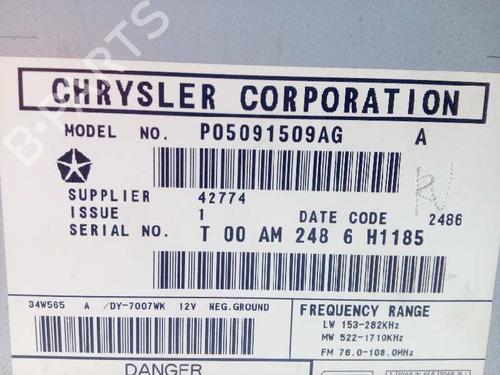 CHRYSLER CORPORATION
MODEL NO. P05091509AG A
SUPPLIER 42774
ISSUE 1 DATE CODE 2486
SERIAL NO. T 00 AM 248 6 H1185
34W565 A /DY-7007WK 12V NEG.GROUND
FREQUENCY RANGE
LW 153-282KHz
MW 522-1710KHz
FM 76.0-108.0MHz
DANGER
B-PARTS